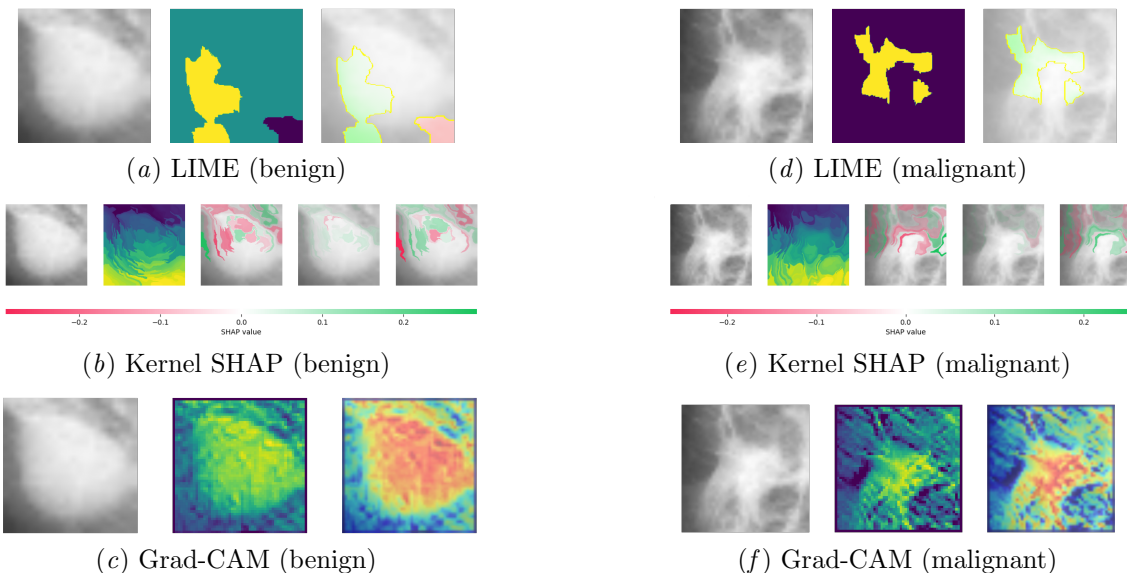 (a) LIME (benign)
(d) LIME (malignant)
−0.2 −0.1 0.0 0.1 0.2
SHAP value
−0.2 −0.1 0.0 0.1 0.2
SHAP value
(b) Kernel SHAP (benign)
(e) Kernel SHAP (malignant)
(c) Grad-CAM (benign)
(f) Grad-CAM (malignant)